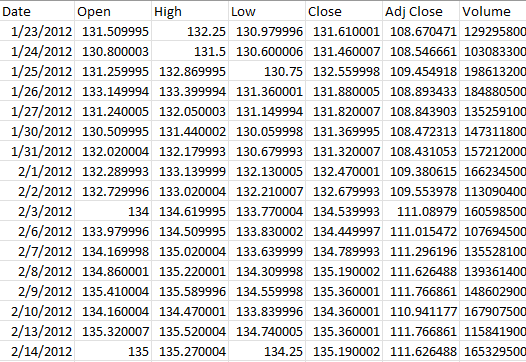 Date Open High Low Close Adj Close Volume
1/23/2012 131.509995 132.25 130.979996 131.610001 108.670471 129295800
1/24/2012 130.800003 131.5 130.600006 131.460007 108.546661 103083300
1/25/2012 131.259995 132.869995 130.75 132.559998 109.454918 198613200
1/26/2012 133.149994 133.399994 131.360001 131.880005 108.893433 184880500
1/27/2012 131.240005 132.050003 131.149994 131.820007 108.843903 135259100
1/30/2012 130.509995 131.440002 130.059998 131.369995 108.472313 147311800
1/31/2012 132.020004 132.179993 130.679993 131.320007 108.431053 157212000
2/1/2012 132.289993 133.139999 132.130005 132.470001 109.380615 166234500
2/2/2012 132.729996 133.020004 132.210007 132.679993 109.553978 113090400
2/3/2012 134 134.619995 133.770004 134.539993 111.08979 160598500
2/6/2012 133.979996 134.509995 133.830002 134.449997 111.015472 107694500
2/7/2012 134.169998 135.020004 133.639999 134.789993 111.296196 135528100
2/8/2012 134.860001 135.220001 134.309998 135.190002 111.626488 139361400
2/9/2012 135.410004 135.589996 134.559998 135.360001 111.766861 148602900
2/10/2012 134.160004 134.470001 133.839996 134.360001 110.941177 167907500
2/13/2012 135.320007 135.520004 134.740005 135.360001 111.766861 115841900
2/14/2012 135 135.270004 134.25 135.190002 111.626488 165329500